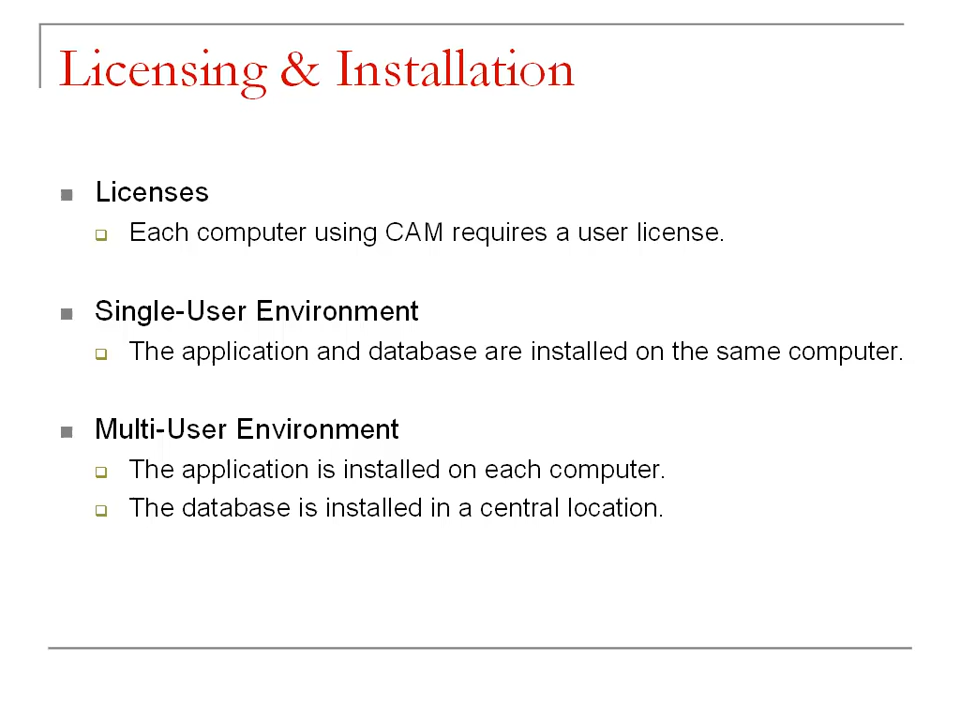 Licensing & Installation
Licenses
Each computer using CAM requires a user license.
Single-User Environment
The application and database are installed on the same computer.
Multi-User Environment
The application is installed on each computer.
The database is installed in a central location.